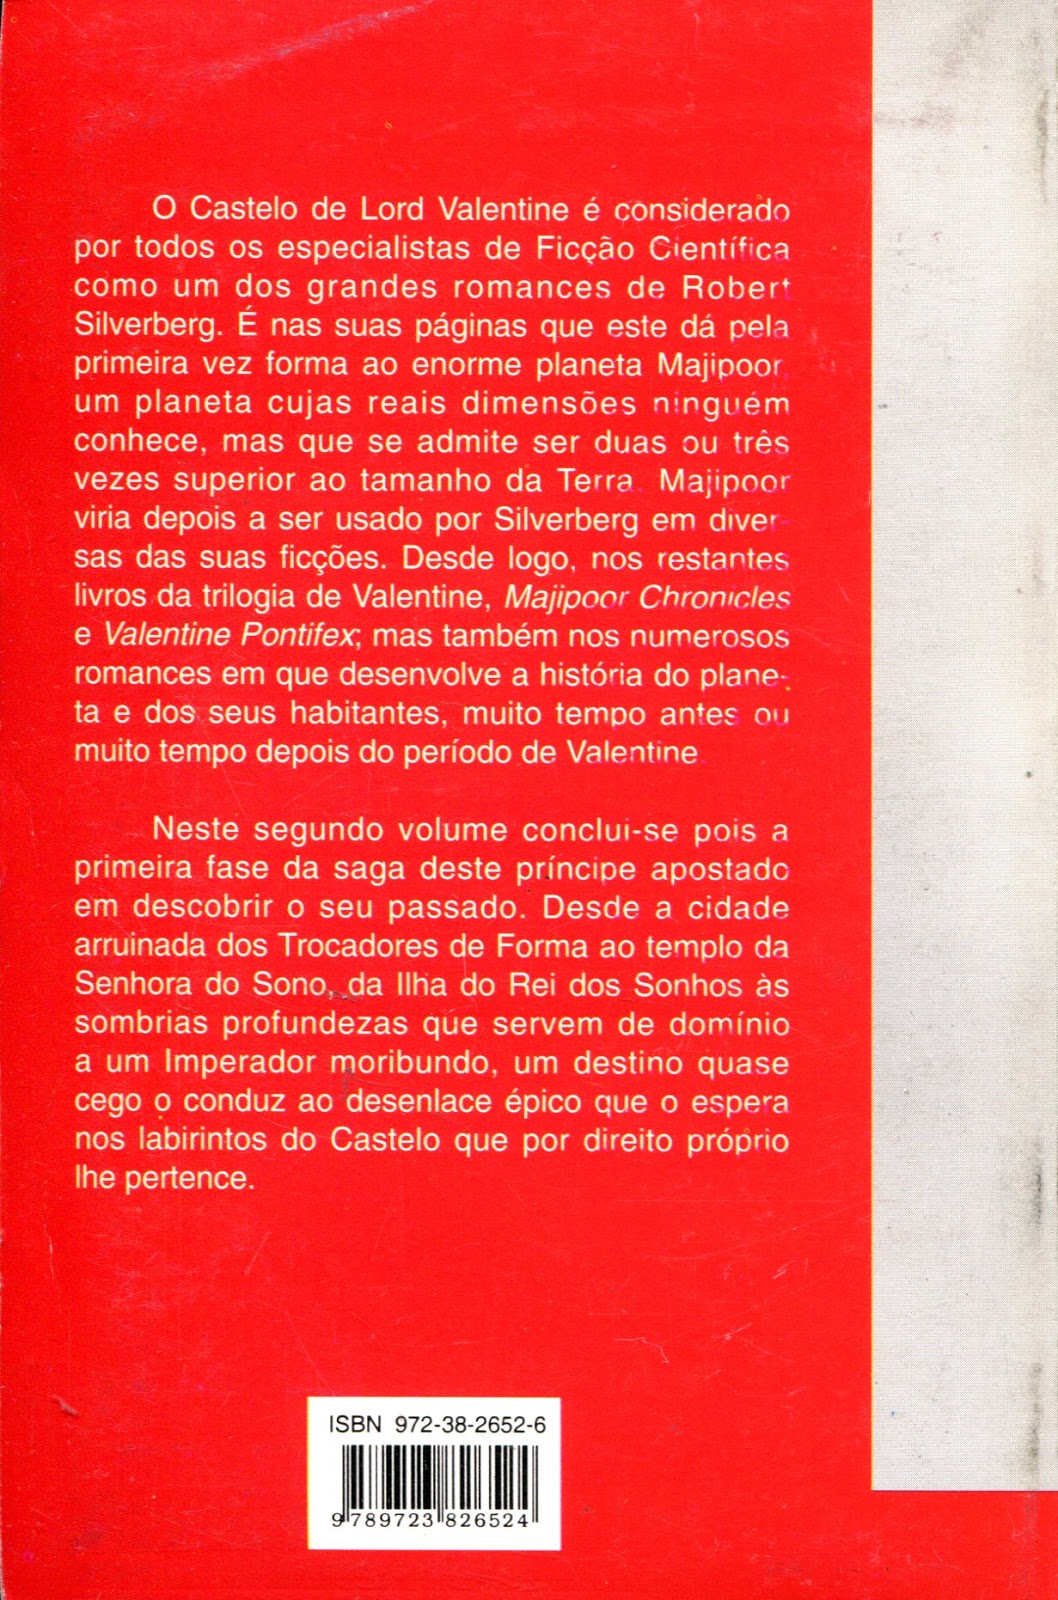 O Castelo de Lord Valentine é considerado
por todos os especialistas de Ficção Científica
como um dos grandes romances de Robert
Silverberg. É nas suas páginas que este dá pela
primeira vez forma ao enorme planeta Majipoor,
um planeta cujas reais dimensões ninguém
conhece, mas que se admite ser duas ou três
vezes superior ao tamanho da Terra. Majipoor
viria depois a ser usado por Silverberg em diver-
sas das suas ficções. Desde logo, nos restantes
livros da trilogia de Valentine, Majipoor Chronicles
e Valentine Pontifex; mas também nos numerosos
romances em que desenvolve a história do plane-
ta e dos seus habitantes, muito tempo antes ou
muito tempo depois do período de Valentine.
Neste segundo volume conclui-se pois a
primeira fase da saga deste príncipe apostado
em descobrir o seu passado. Desde a cidade
arruinada dos Trocadores de Forma ao templo da
Senhora do Sono, da Ilha do Rei dos Sonhos às
sombrias profundezas que servem de domínio
a um Imperador moribundo, um destino quase
cego o conduz ao desenlace épico que o espera
nos labirintos do Castelo que por direito próprio
lhe pertence.
ISBN 972-38-2652-6
9 789723 826524